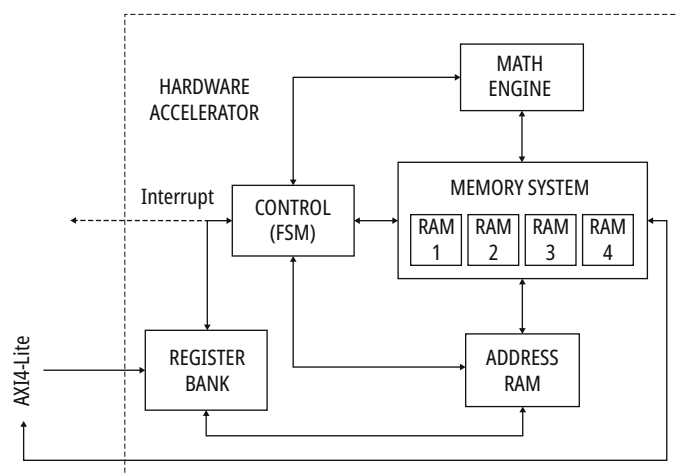 MATH
ENGINE
HARDWARE
ACCELERATOR
Interrupt
CONTROL
(FSM)
MEMORY SYSTEM
RAM
1
RAM
2
RAM
3
RAM
4
AXI4-Lite
REGISTER
BANK
ADDRESS
RAM